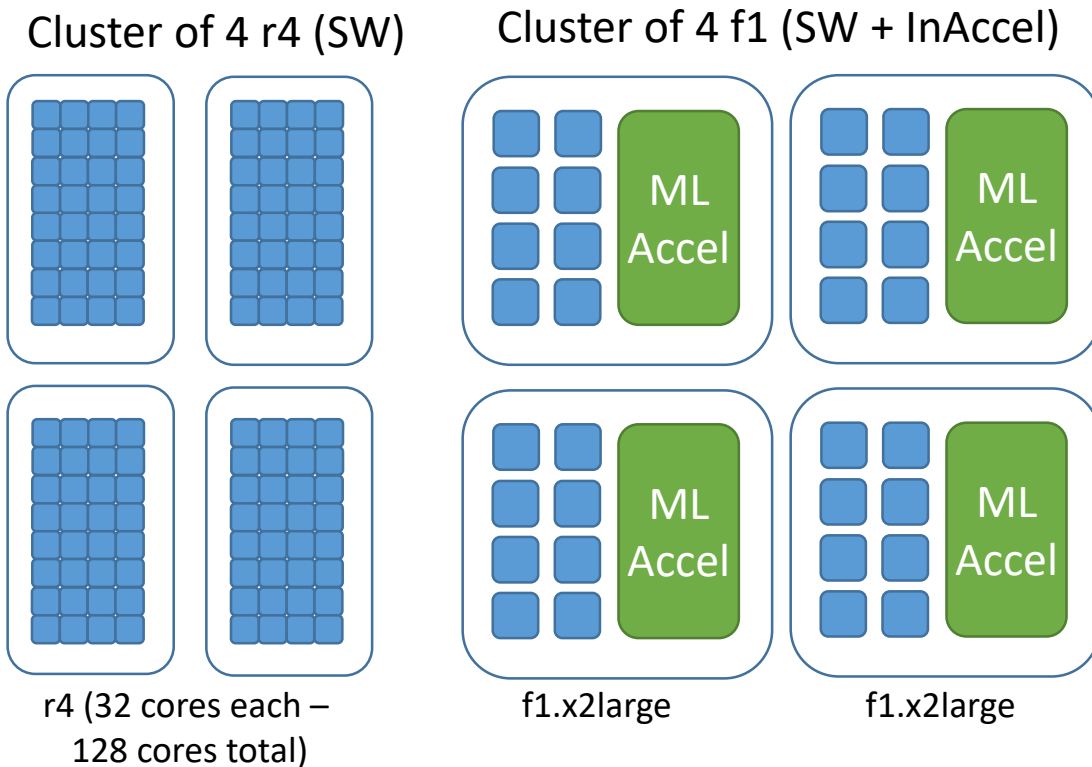 Cluster of 4 r4 (SW)
Cluster of 4 f1 (SW + InAccel)
ML
Accel
ML
Accel
ML
Accel
ML
Accel
r4 (32 cores each –
128 cores total)
f1.x2large
f1.x2large